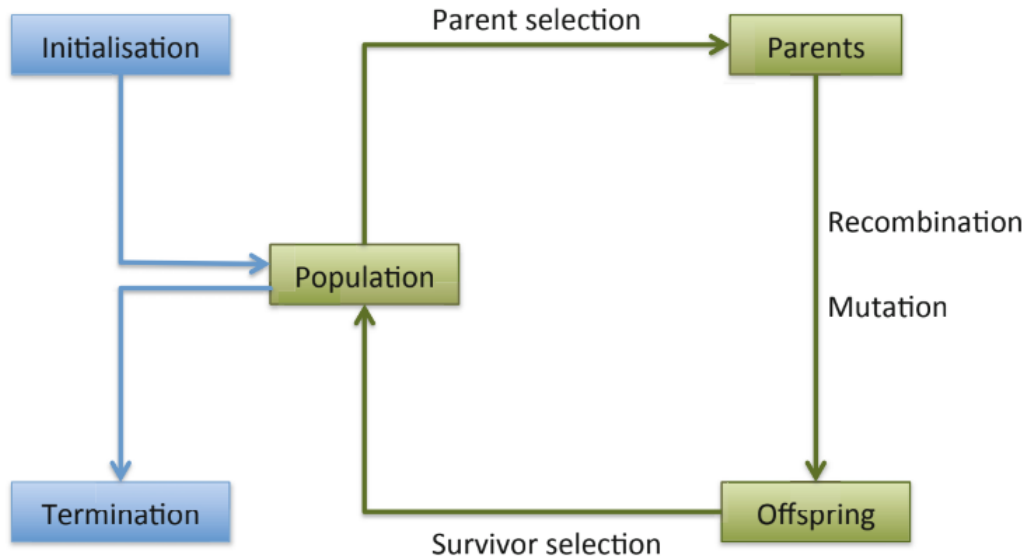 Parent selection
Initialisation
Parents
Recombination
Population
Mutation
Termination
Offspring
Survivor selection